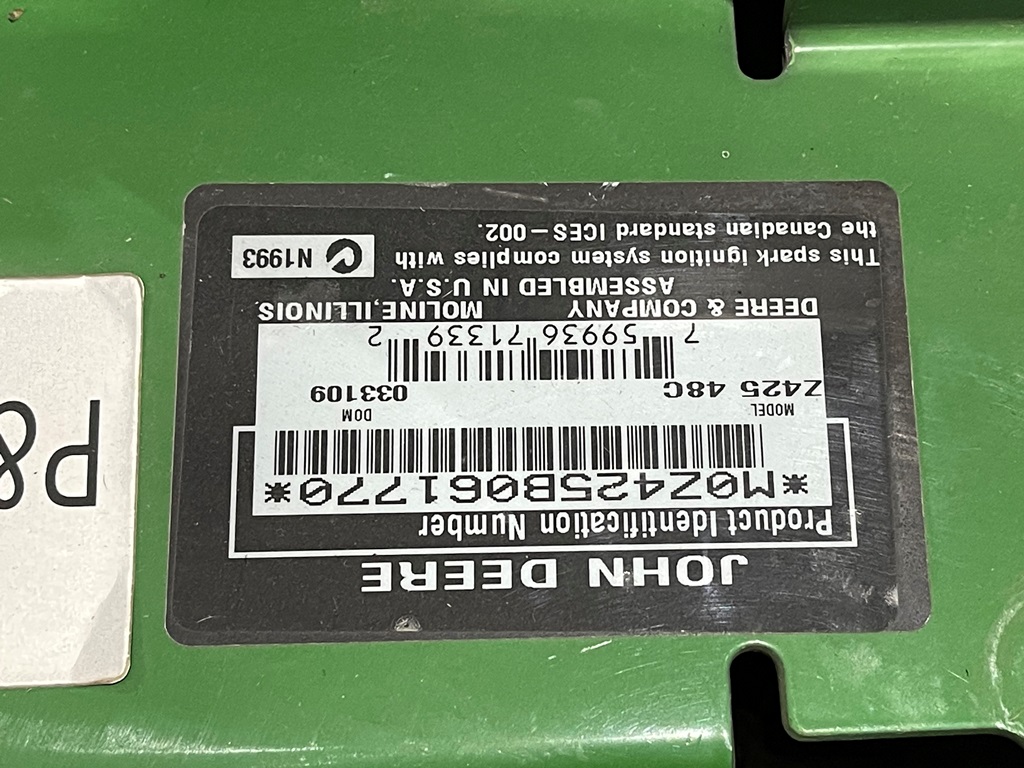 JOHN DEERE
Product Identification Number
*M0Z425B061770*
MODEL DOM
Z425 48C 033109
7 59936 71339 2
DEERE & COMPANY MOLINE, ILLINOIS
ASSEMBLED IN U.S.A.
This spark ignition system complies with
the Canadian standard ICES-002.
N1993
P&